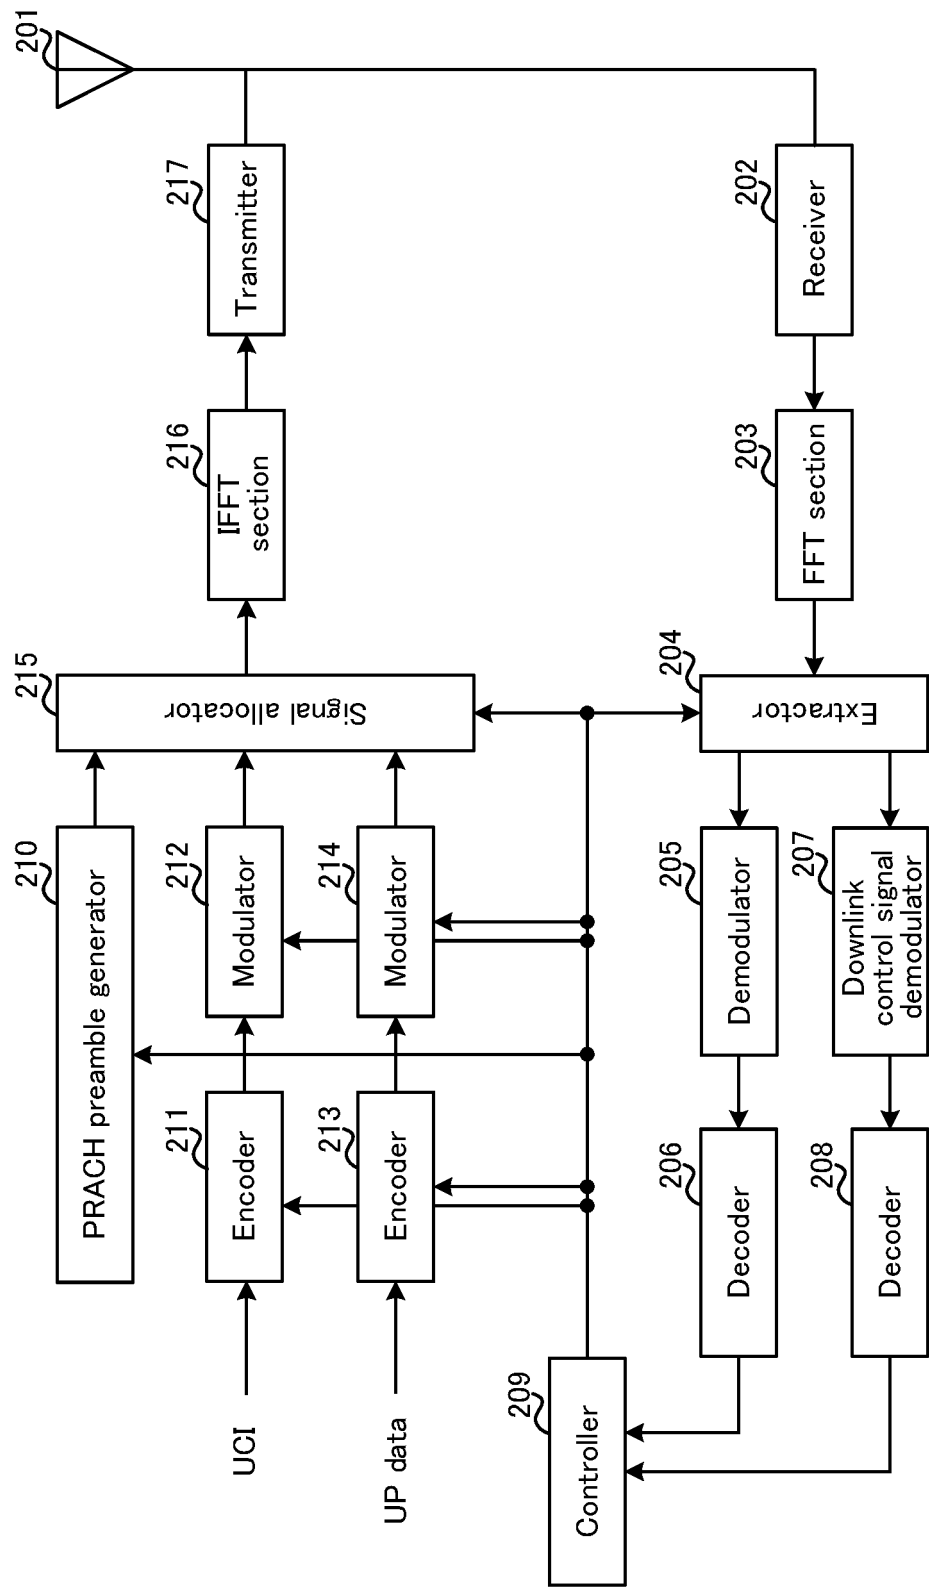 UCI
UP data
209
Controller
210
PRACH preamble generator
211
Encoder
212
Modulator
213
Encoder
214
Modulator
215
Signal allocator
216
IFFT
section
217
Transmitter
201
206
Decoder
205
Demodulator
208
Decoder
207
Downlink
control signal
demodulator
204
Extractor
203
FFT section
202
Receiver